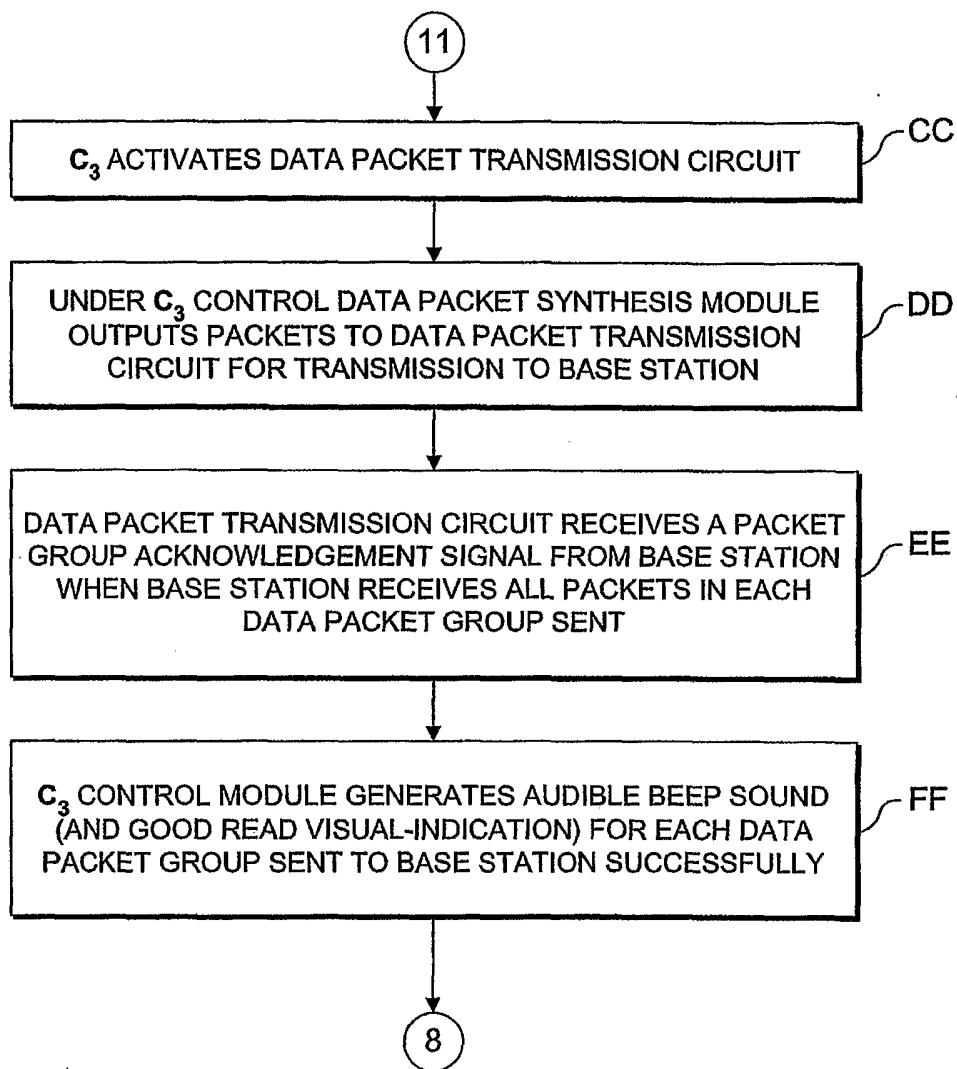 11
C3 ACTIVATES DATA PACKET TRANSMISSION CIRCUIT
CC
UNDER C3 CONTROL DATA PACKET SYNTHESIS MODULE
OUTPUTS PACKETS TO DATA PACKET TRANSMISSION
CIRCUIT FOR TRANSMISSION TO BASE STATION
DD
DATA PACKET TRANSMISSION CIRCUIT RECEIVES A PACKET
GROUP ACKNOWLEDGEMENT SIGNAL FROM BASE STATION
WHEN BASE STATION RECEIVES ALL PACKETS IN EACH
DATA PACKET GROUP SENT
EE
C3 CONTROL MODULE GENERATES AUDIBLE BEEP SOUND
(AND GOOD READ VISUAL-INDICATION) FOR EACH DATA
PACKET GROUP SENT TO BASE STATION SUCCESSFULLY
FF
8